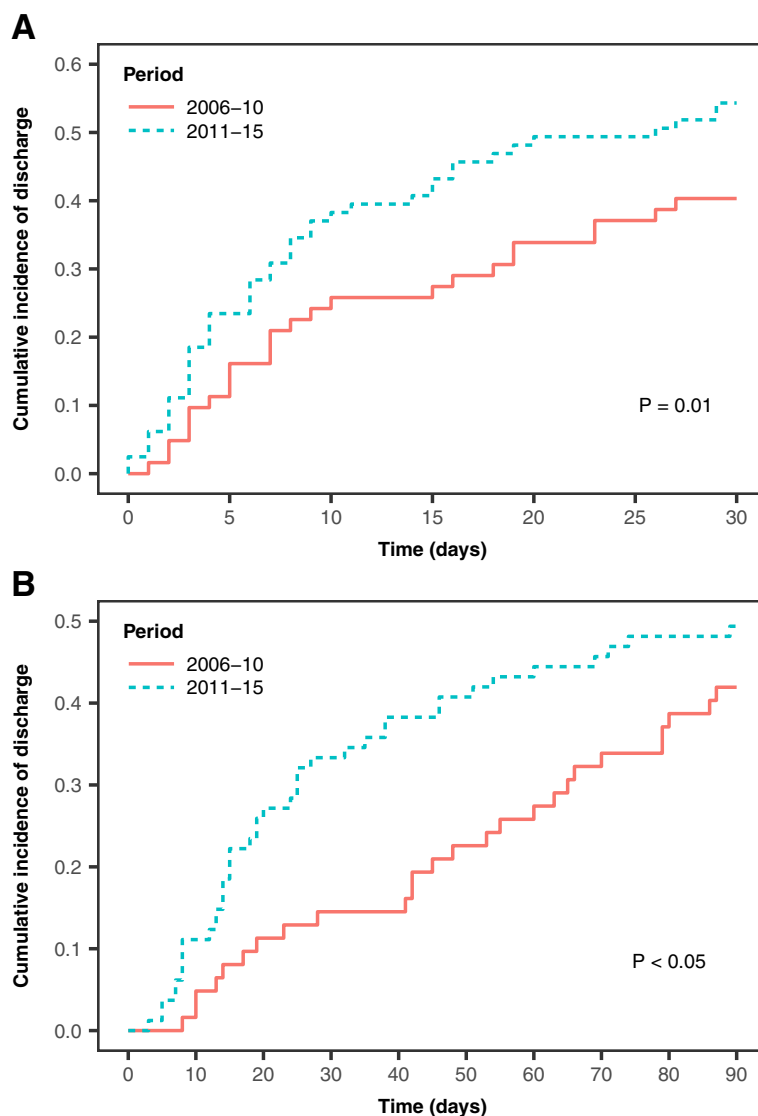 A
Period
2006–10
2011–15
Cumulative incidence of discharge
0.6
0.5
0.4
0.3
0.2
0.1
0.0
P = 0.01
0 5 10 15 20 25 30
Time (days)
B
Period
2006–10
2011–15
Cumulative incidence of discharge
0.5
0.4
0.3
0.2
0.1
0.0
P < 0.05
0 10 20 30 40 50 60 70 80 90
Time (days)